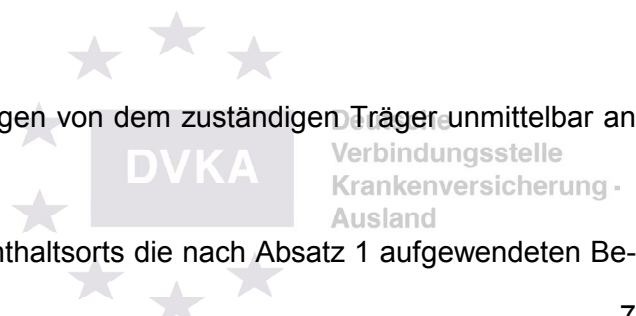 gen von dem zuständigen Träger unmittelbar an
DVKA
Deutsche
Verbindungsstelle
Krankenversicherung -
Ausland
nthaltsorts die nach Absatz 1 aufgewendeten Be-
7